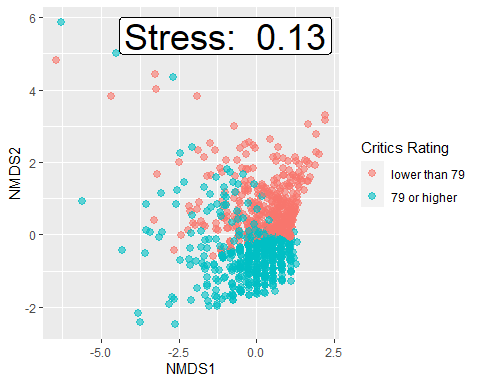 Stress:  0.13
6
4
2
0
-2
NMDS2
-5.0
-2.5
0.0
2.5
NMDS1
Critics Rating
lower than 79
79 or higher